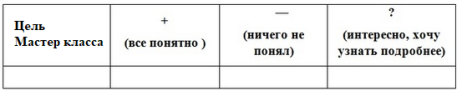 Цель
Мастер класса
+
(все понятно )
—
(ничего не
понял)
?
(интересно, хочу
узнать подробнее)